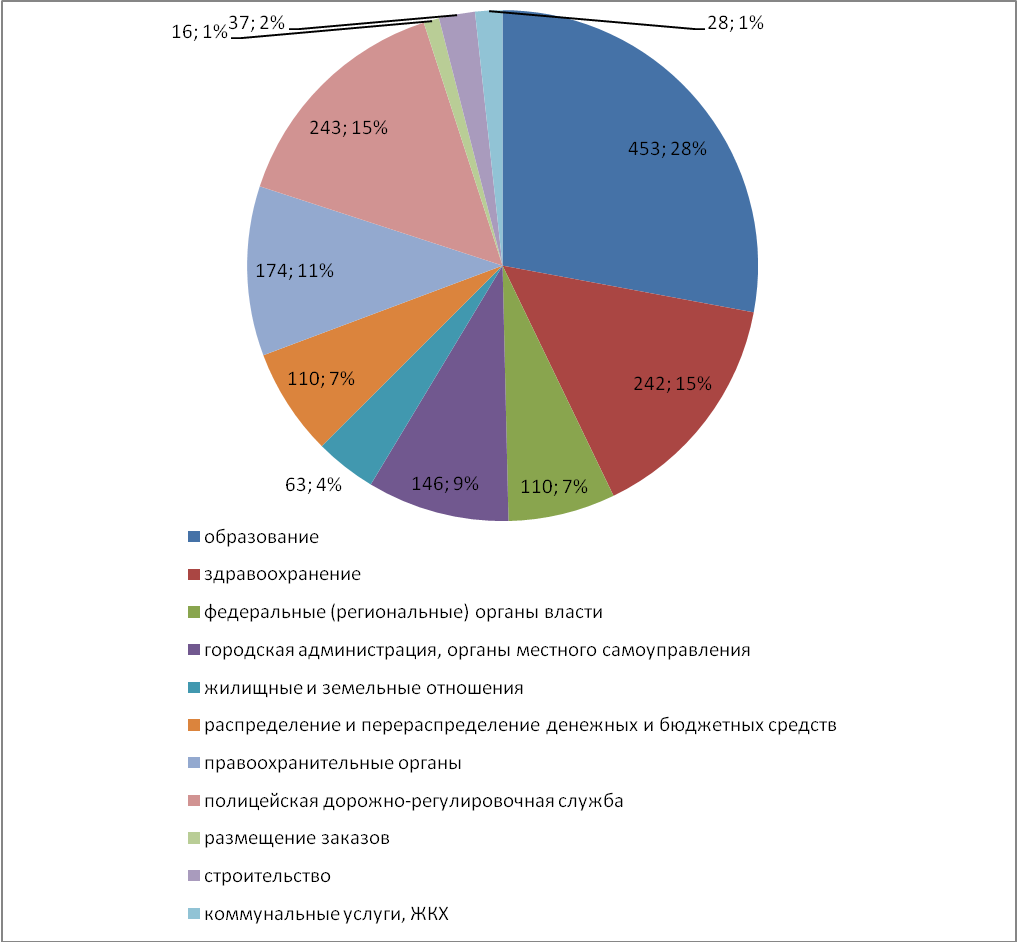 37; 2%
28; 1%
16; 1%
243; 15%
453; 28%
174; 11%
110; 7%
242; 15%
63; 4%
146; 9%
110; 7%
образование
здравоохранение
федеральные (региональные) органы власти
городская администрация, органы местного самоуправления
жилищные и земельные отношения
распределение и перераспределение денежных и бюджетных средств
правоохранительные органы
полицейская дорожно-регулировочная служба
размещение заказов
строительство
коммунальные услуги, ЖКХ